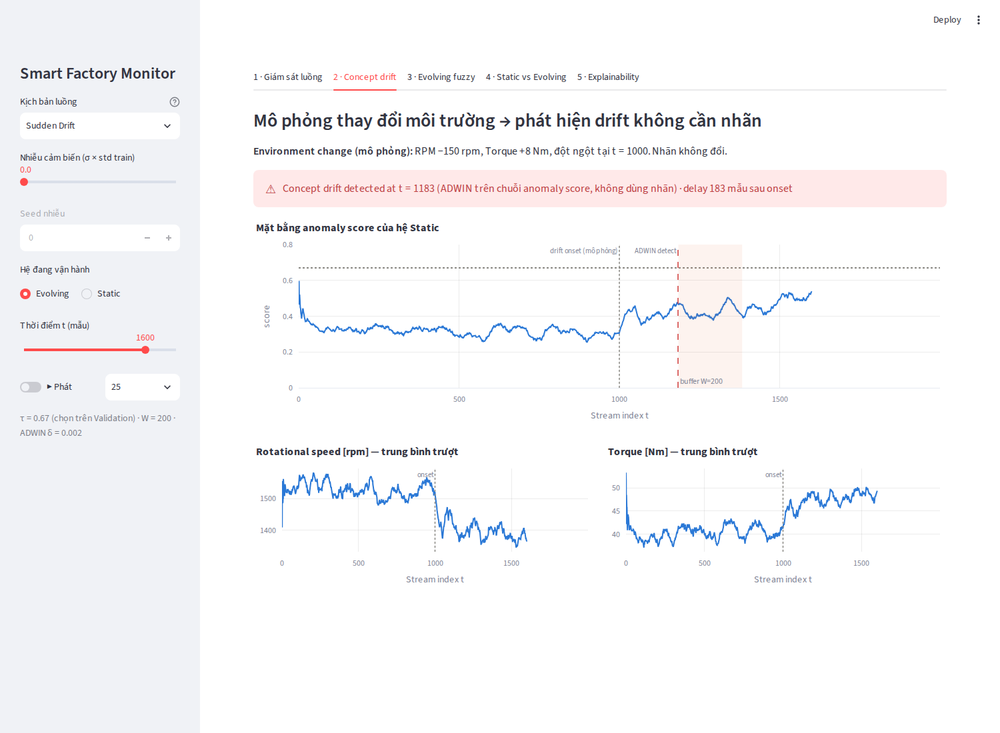 Deploy
Smart Factory Monitor
Kịch bản luồng
Sudden Drift
Nhiễu cảm biến (σ × std train)
0.0
Seed nhiễu
0
Hệ đang vận hành
Evolving
Static
Thời điểm t (mẫu)
1600
▶ Phát
25
τ = 0.67 (chọn trên Validation) · W = 200 ·
ADWIN δ = 0.002
1 · Giám sát luồng
2 · Concept drift
3 · Evolving fuzzy
4 · Static vs Evolving
5 · Explainability
Mô phỏng thay đổi môi trường → phát hiện drift không cần nhãn
Environment change (mô phỏng): RPM −150 rpm, Torque +8 Nm, đột ngột tại t = 1000. Nhãn không đổi.
⚠ Concept drift detected at t = 1183 (ADWIN trên chuỗi anomaly score, không dùng nhãn) · delay 183 mẫu sau onset
Mặt bằng anomaly score của hệ Static
0.8
0.6
0.4
0.2
0
score
drift onset (mô phỏng)
ADWIN detect
buffer W=200
0
500
1000
1500
Stream index t
Rotational speed [rpm] — trung bình trượt
1500
1400
onset
0
500
1000
1500
Stream index t
Torque [Nm] — trung bình trượt
50
45
40
onset
0
500
1000
1500
Stream index t